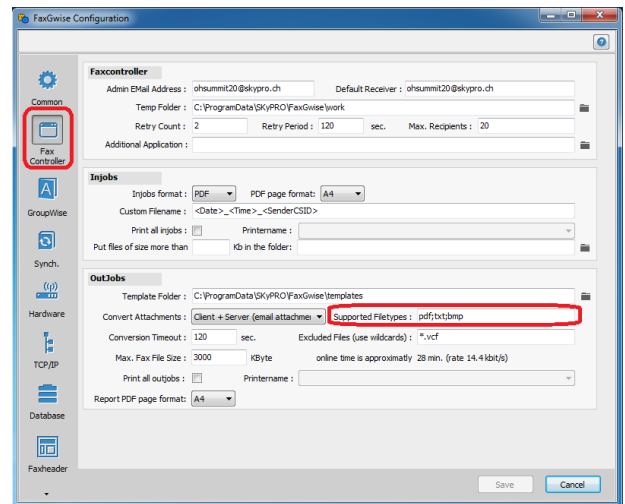 FaxGwise Configuration
Common
Fax
Controller
GroupWise
Synch.
Hardware
TCP/IP
Database
Faxheader
Faxcontroller
Admin EMail Address : ohsummit20@skypro.ch Default Receiver : ohsummit20@skypro.ch
Temp Folder : C:\ProgramData\SKyPRO\FaxGwise\work
Retry Count : 2 Retry Period : 120 sec. Max. Recipients : 20
Additional Application :
Injobs
Injobs format : PDF PDF page format: A4
Custom Filename : <Date>_<Time>_<SenderCSID>
Print all injobs : Printername :
Put files of size more than Kb in the folder:
OutJobs
Template Folder : C:\ProgramData\SKyPRO\FaxGwise\templates
Convert Attachments : Client + Server (email attachme Supported Filetypes : pdf;txt;bmp
Conversion Timeout : 120 sec. Excluded Files (use wildcards) : *.vcf
Max. Fax File Size : 3000 KByte online time is approximatly 28 min. (rate 14.4 kbit/s)
Print all outjobs : Printername :
Report PDF page format: A4
Save Cancel